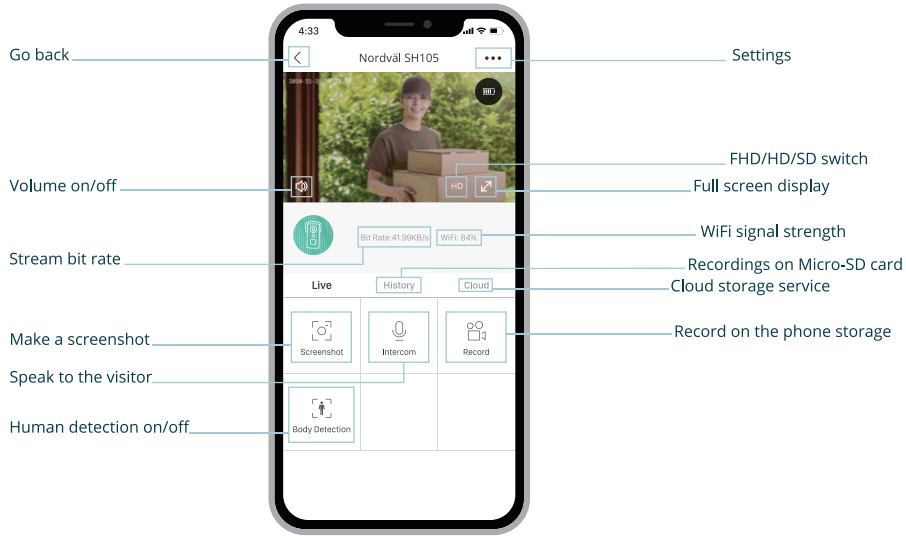 4:33
Go back
Nordväl SH105
Settings
FHD/HD/SD switch
Volume on/off
HD
Full screen display
WiFi signal strength
Bit Rate:41.99KB/s
WiFi: 84%
Stream bit rate
Recordings on Micro-SD card
Live
History
Cloud
Cloud storage service
Make a screenshot
Record on the phone storage
Screenshot
Intercom
Record
Speak to the visitor
Human detection on/off
Body Detection